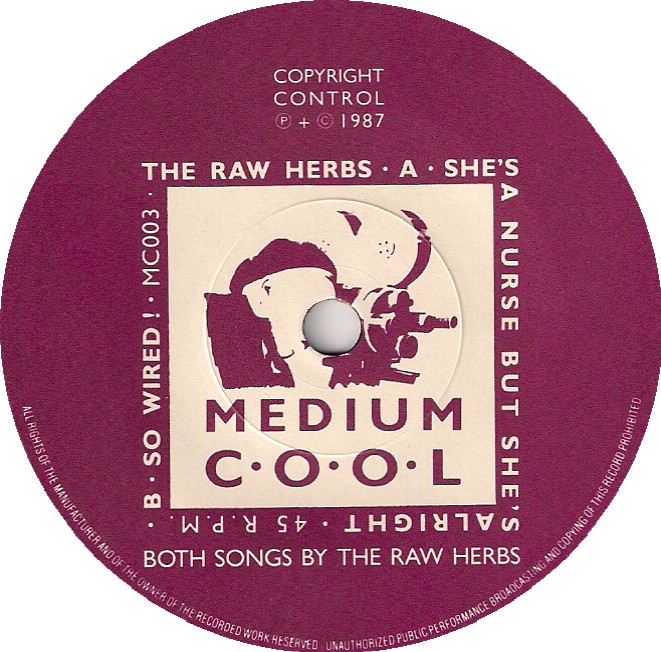 COPYRIGHT
CONTROL
Ⓟ + © 1987
THE RAW HERBS · A · SHE'S
A NURSE BUT SHE'S
ALRIGHT · 45 R.P.M. ·
B · SO WIRED! · MC003 ·
MEDIUM
C·O·O·L
BOTH SONGS BY THE RAW HERBS
ALL RIGHTS OF THE MANUFACTURER AND OF THE OWNER OF THE RECORDED WORK RESERVED · UNAUTHORIZED PUBLIC PERFORMANCE BROADCASTING AND COPYING OF THIS RECORD PROHIBITED